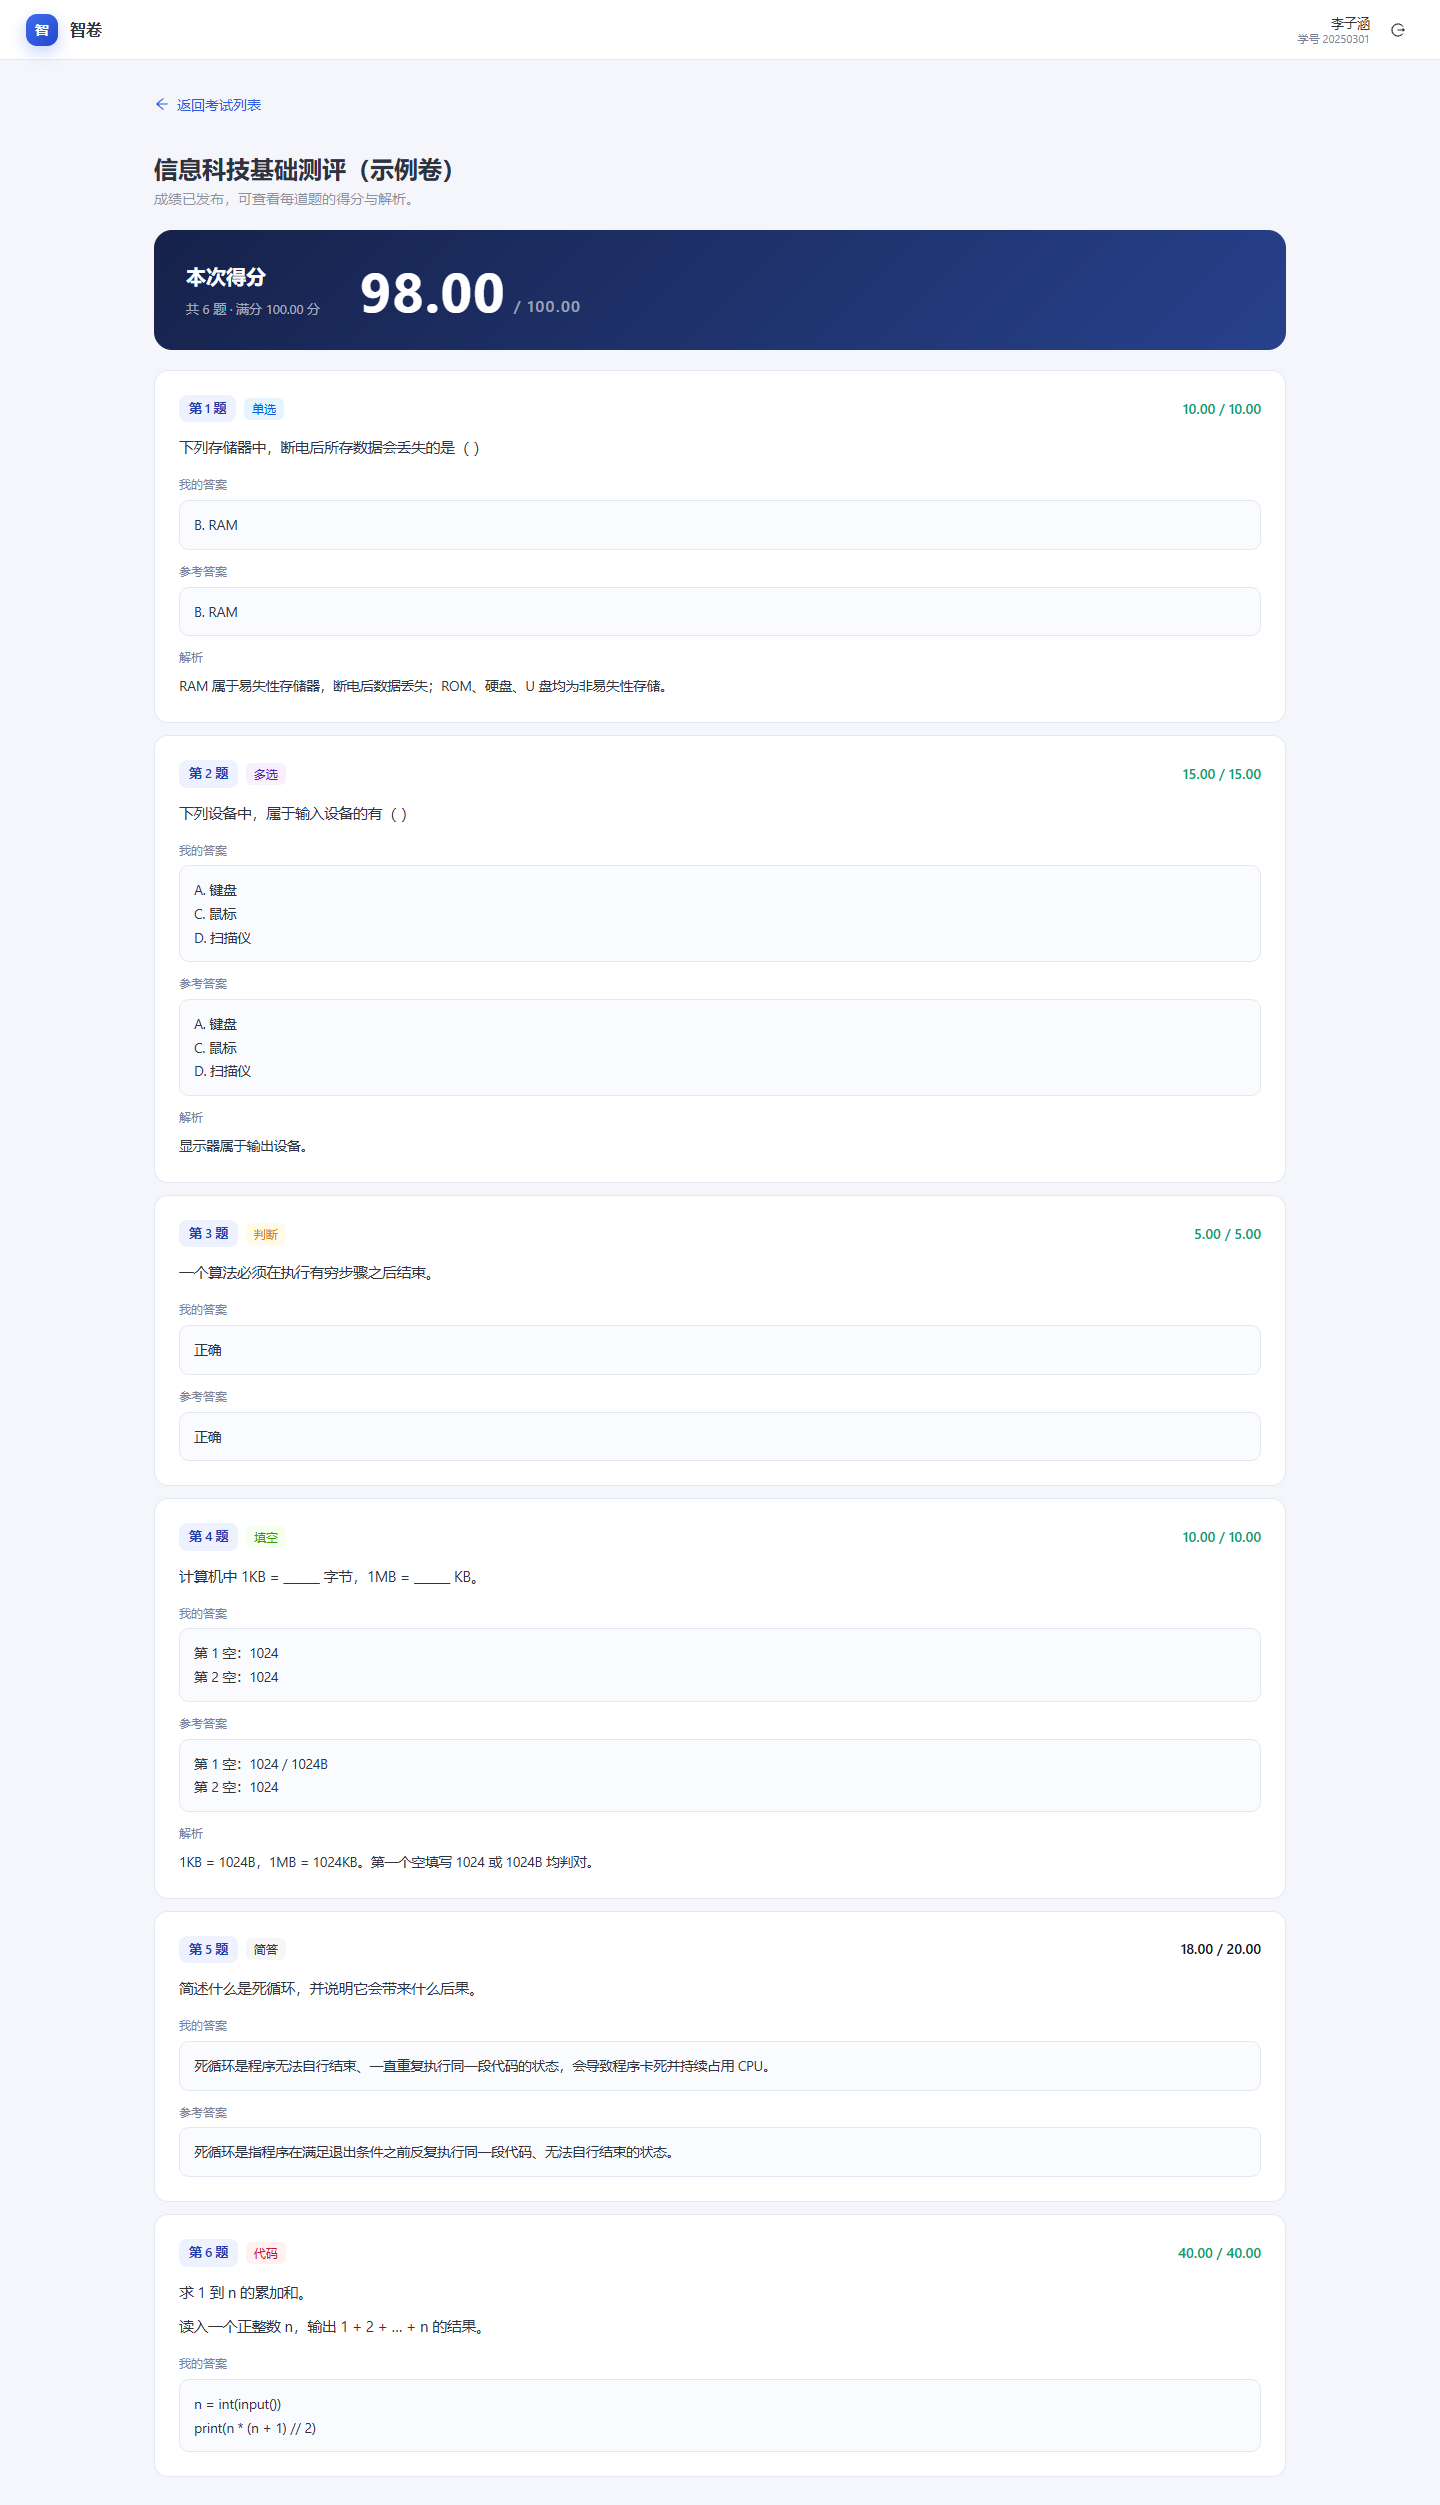 智 智卷
李子涵
学号 20250301
返回考试列表
信息科技基础测评（示例卷）
成绩已发布，可查看每道题的得分与解析。
本次得分
共 6 题 · 满分 100.00 分
98.00 / 100.00
第 1 题 单选 10.00 / 10.00
下列存储器中，断电后所存数据会丢失的是（ ）
我的答案
B. RAM
参考答案
B. RAM
解析
RAM 属于易失性存储器，断电后数据丢失；ROM、硬盘、U 盘均为非易失性存储。
第 2 题 多选 15.00 / 15.00
下列设备中，属于输入设备的有（ ）
我的答案
A. 键盘
C. 鼠标
D. 扫描仪
参考答案
A. 键盘
C. 鼠标
D. 扫描仪
解析
显示器属于输出设备。
第 3 题 判断 5.00 / 5.00
一个算法必须在执行有穷步骤之后结束。
我的答案
正确
参考答案
正确
第 4 题 填空 10.00 / 10.00
计算机中 1KB = _____ 字节，1MB = _____ KB。
我的答案
第 1 空：1024
第 2 空：1024
参考答案
第 1 空：1024 / 1024B
第 2 空：1024
解析
1KB = 1024B，1MB = 1024KB。第一个空填写 1024 或 1024B 均判对。
第 5 题 简答 18.00 / 20.00
简述什么是死循环，并说明它会带来什么后果。
我的答案
死循环是程序无法自行结束、一直重复执行同一段代码的状态，会导致程序卡死并持续占用 CPU。
参考答案
死循环是指程序在满足退出条件之前反复执行同一段代码、无法自行结束的状态。
第 6 题 代码 40.00 / 40.00
求 1 到 n 的累加和。
读入一个正整数 n，输出 1 + 2 + … + n 的结果。
我的答案
n = int(input())
print(n * (n + 1) // 2)